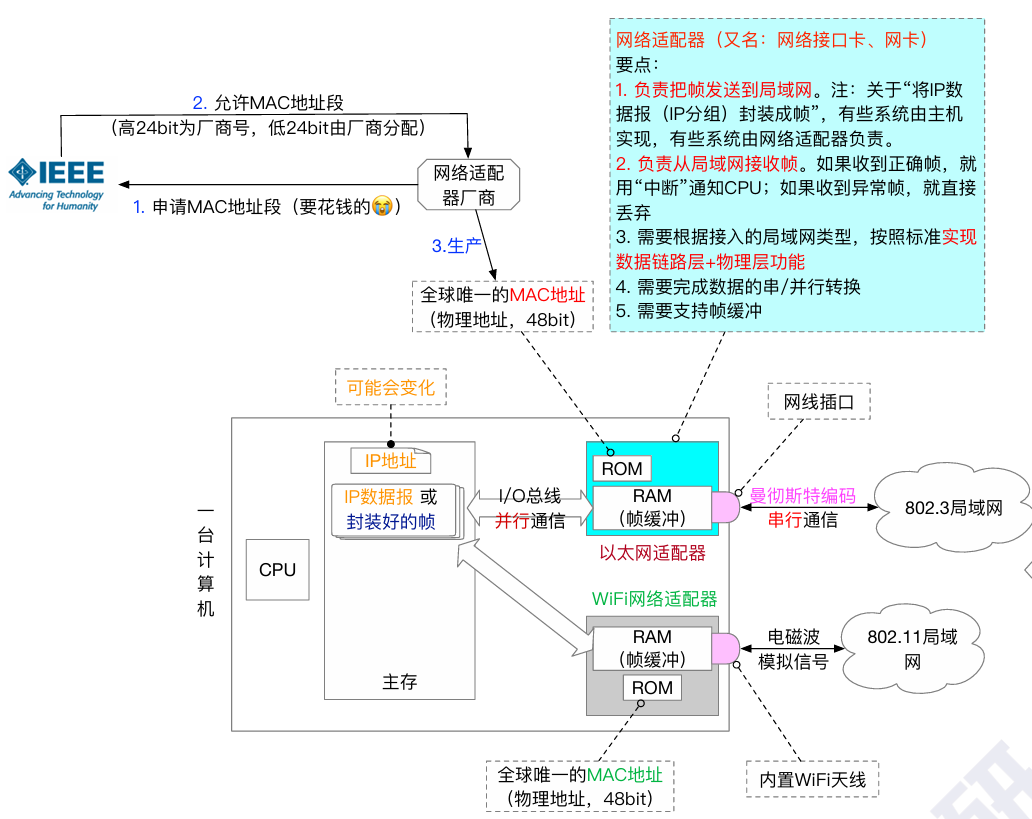 网络适配器（又名：网络接口卡、网卡）
要点：
1. 负责把帧发送到局域网。注：关于“将IP数
据报（IP分组）封装成帧”，有些系统由主机
实现，有些系统由网络适配器负责。
2. 负责从局域网接收帧。如果收到正确帧，就
用“中断”通知CPU；如果收到异常帧，就直接
丢弃
3. 需要根据接入的局域网类型，按照标准实现
数据链路层+物理层功能
4. 需要完成数据的串/并行转换
5. 需要支持帧缓冲
2. 允许MAC地址段
（高24bit为厂商号，低24bit由厂商分配）
IEEE
Advancing Technology
for Humanity
网络适配
器厂商
1. 申请MAC地址段（要花钱的😭）
3.生产
全球唯一的MAC地址
（物理地址，48bit）
可能会变化
网线插口
IP地址
ROM
IP数据报 或
封装好的帧
I/O总线
并行通信
RAM
（帧缓冲）
曼彻斯特编码
串行通信
802.3局域网
以太网适配器
一台计算机
CPU
WiFi网络适配器
RAM
（帧缓冲）
电磁波
模拟信号
802.11局域
网
主存
ROM
全球唯一的MAC地址
（物理地址，48bit）
内置WiFi天线
研